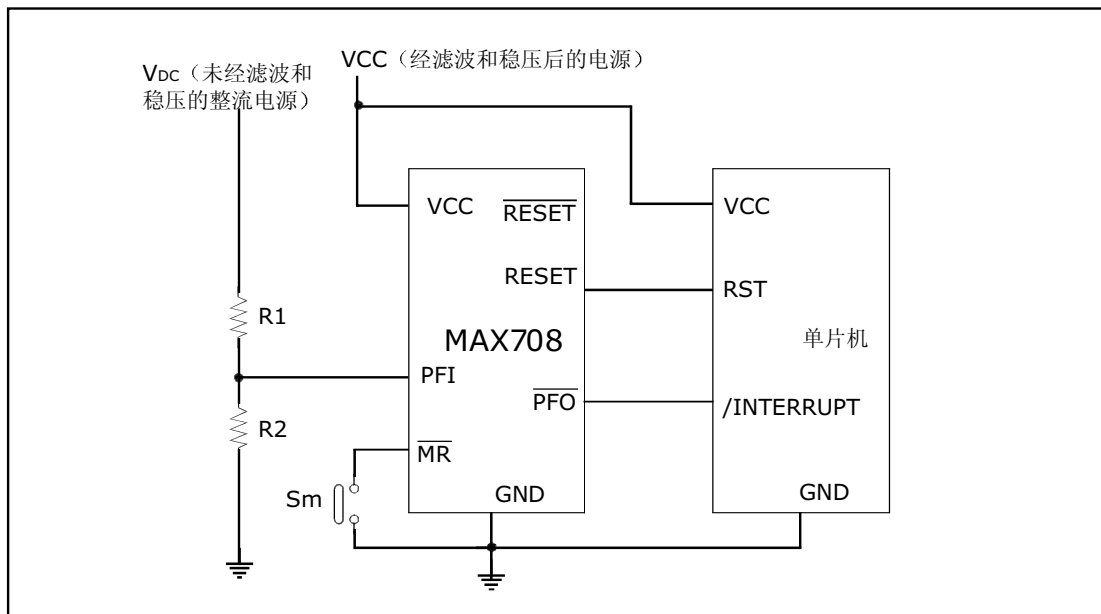 VCC（经滤波和稳压后的电源）
VDC（未经滤波和
稳压的整流电源）
VCC
RESET
RESET
MAX708
PFI
PFO
MR
GND
R1
R2
Sm
VCC
RST
单片机
/INTERRUPT
GND